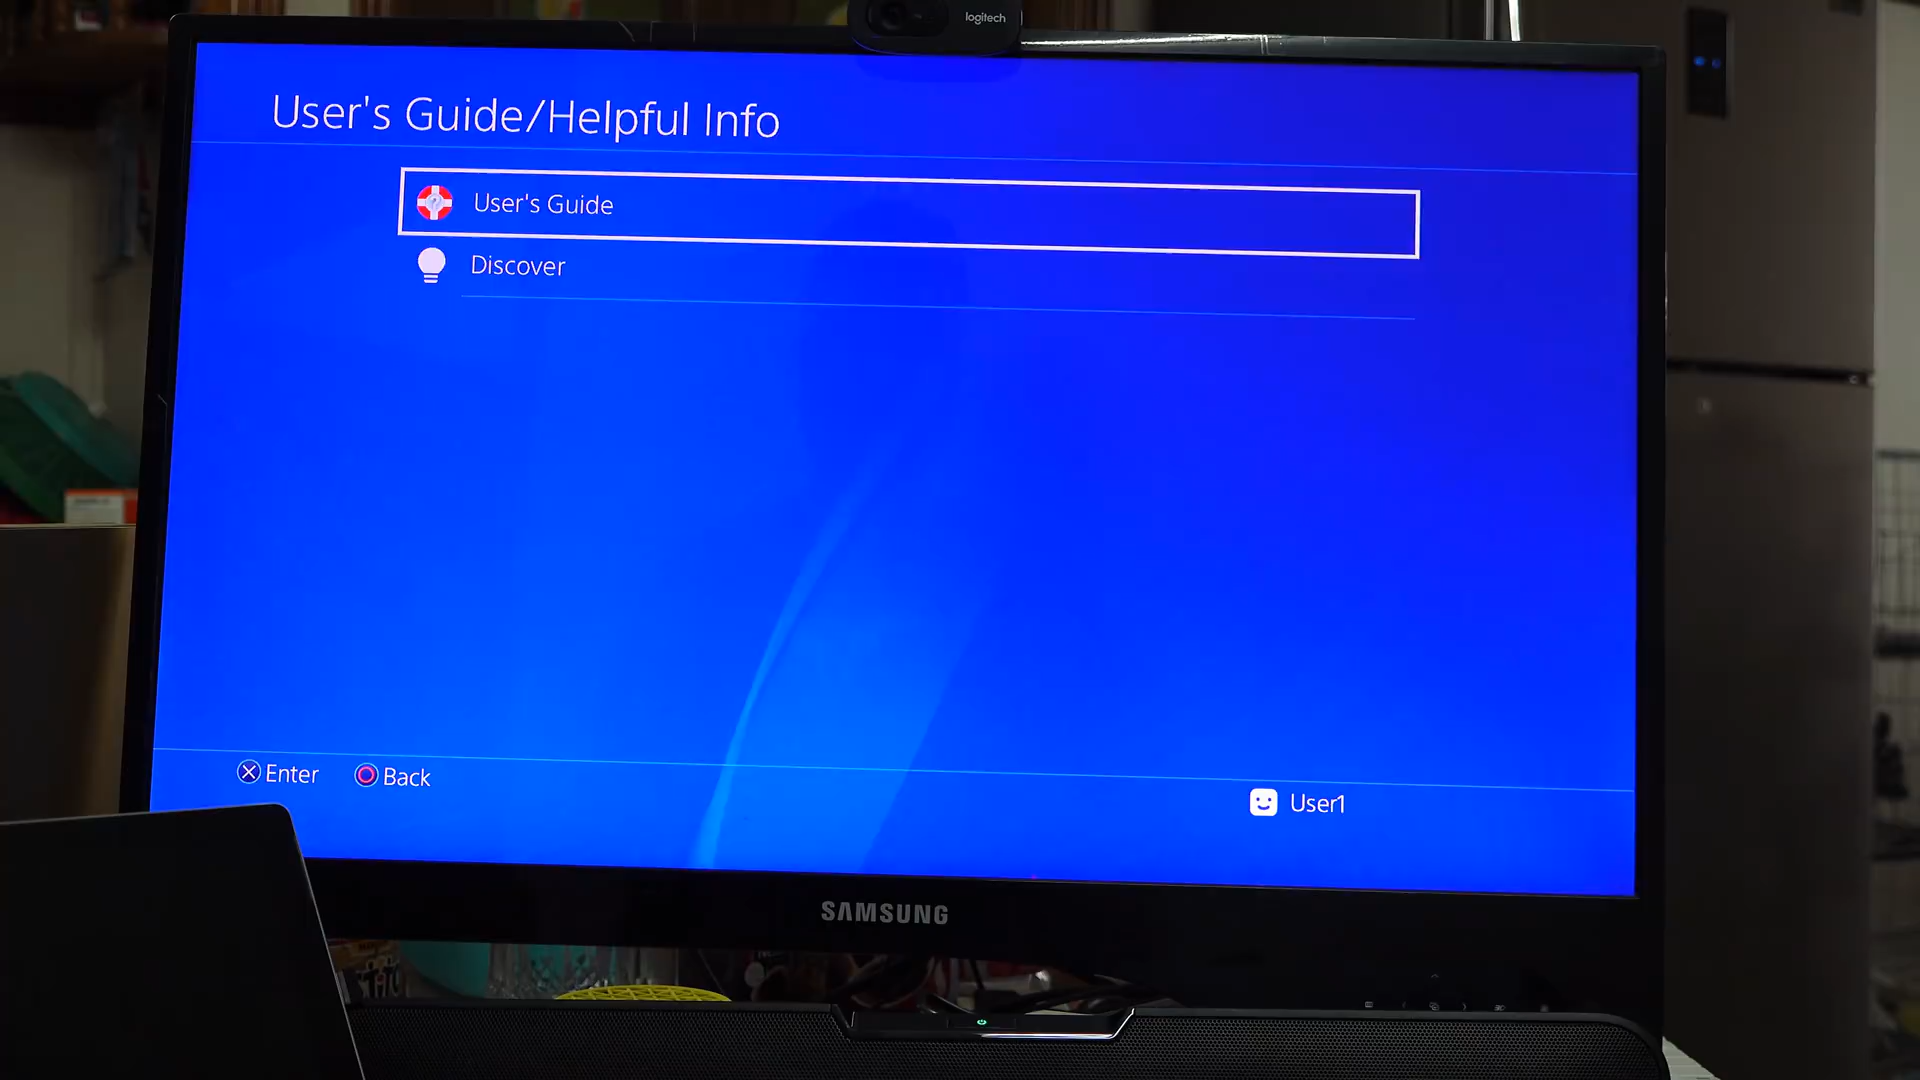 logitech
User's Guide/Helpful Info
User's Guide
Discover
Enter
Back
User1
SAMSUNG